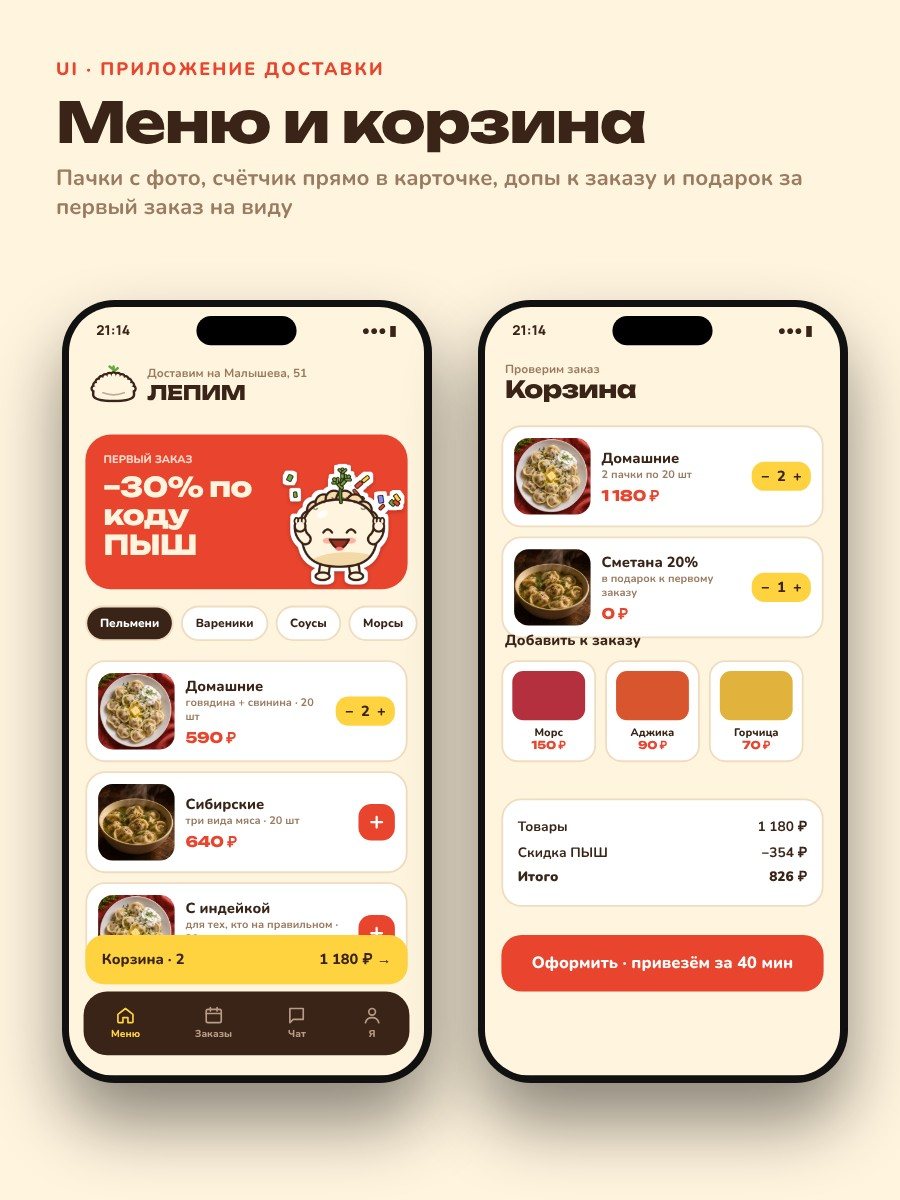 UI · ПРИЛОЖЕНИЕ ДОСТАВКИ
Меню и корзина
Пачки с фото, счётчик прямо в карточке, допы к заказу и подарок за
первый заказ на виду
21:14
Доставим на Малышева, 51
ЛЕПИМ
ПЕРВЫЙ ЗАКАЗ
−30% по
коду
ПЫШ
Пельмени
Вареники
Соусы
Морсы
Домашние
говядина + свинина · 20
шт
590 ₽
− 2 +
Сибирские
три вида мяса · 20 шт
640 ₽
+
С индейкой
для тех, кто на правильном ·
+
Корзина · 2
1 180 ₽ →
Меню
Заказы
Чат
Я
21:14
Проверим заказ
Корзина
Домашние
2 пачки по 20 шт
1 180 ₽
− 2 +
Сметана 20%
в подарок к первому
заказу
0 ₽
− 1 +
Добавить к заказу
Морс
150 ₽
Аджика
90 ₽
Горчица
70 ₽
Товары 1 180 ₽
Скидка ПЫШ −354 ₽
Итого 826 ₽
Оформить · привезём за 40 мин